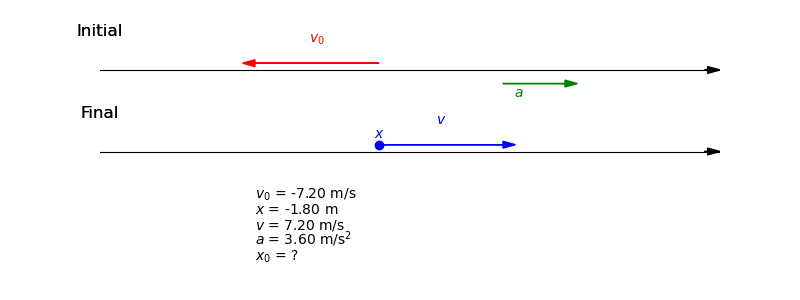 Initial
v₀
a
Final
v
x
v₀ = -7.20 m/s
x = -1.80 m
v = 7.20 m/s
a = 3.60 m/s²
x₀ = ?